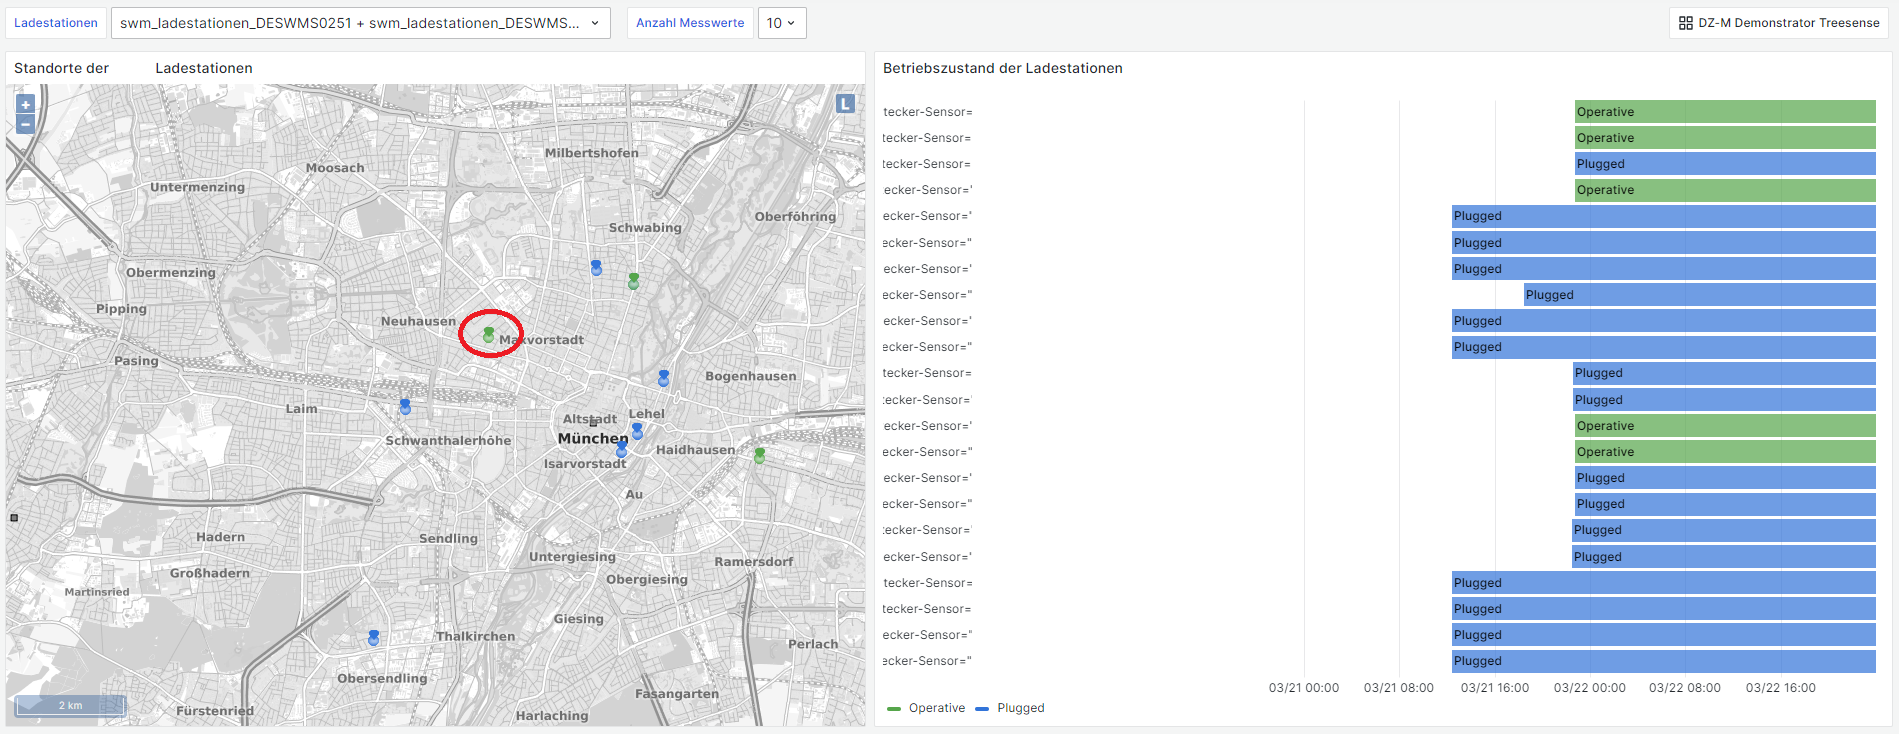 Ladestationen
swm_ladestationen_DESWMS0251 + swm_ladestationen_DESWMS...
Anzahl Messwerte
10
DZ-M Demonstrator Treesense
Standorte der Ladestationen
+
−
L
Milbertshofen
Moosach
Untermenzing
Oberföhring
Schwabing
Obermenzing
Pipping
Neuhausen
Maxvorstadt
Pasing
Bogenhausen
Laim
Lehel
Altstadt
München
Schwanthalerhöhe
Haidhausen
Isarvorstadt
Au
Hadern
Sendling
Untergiesing
Ramersdorf
Großhadern
Obergiesing
Martinsried
Giesing
Thalkirchen
Perlach
Obersendling
Fasangarten
2 km
Fürstenried
Harlaching
Betriebszustand der Ladestationen
tecker-Sensor= Operative
tecker-Sensor= Operative
tecker-Sensor= Plugged
ecker-Sensor=' Operative
ecker-Sensor=' Plugged
ecker-Sensor=" Plugged
ecker-Sensor=' Plugged
ecker-Sensor=" Plugged
ecker-Sensor=' Plugged
ecker-Sensor=" Plugged
tecker-Sensor= Plugged
tecker-Sensor= Plugged
ecker-Sensor=' Operative
ecker-Sensor=" Operative
ecker-Sensor=' Plugged
ecker-Sensor=" Plugged
tecker-Sensor= Plugged
ecker-Sensor=' Plugged
tecker-Sensor= Plugged
tecker-Sensor= Plugged
ecker-Sensor=" Plugged
ecker-Sensor=" Plugged
03/21 00:00 03/21 08:00 03/21 16:00 03/22 00:00 03/22 08:00 03/22 16:00
Operative Plugged